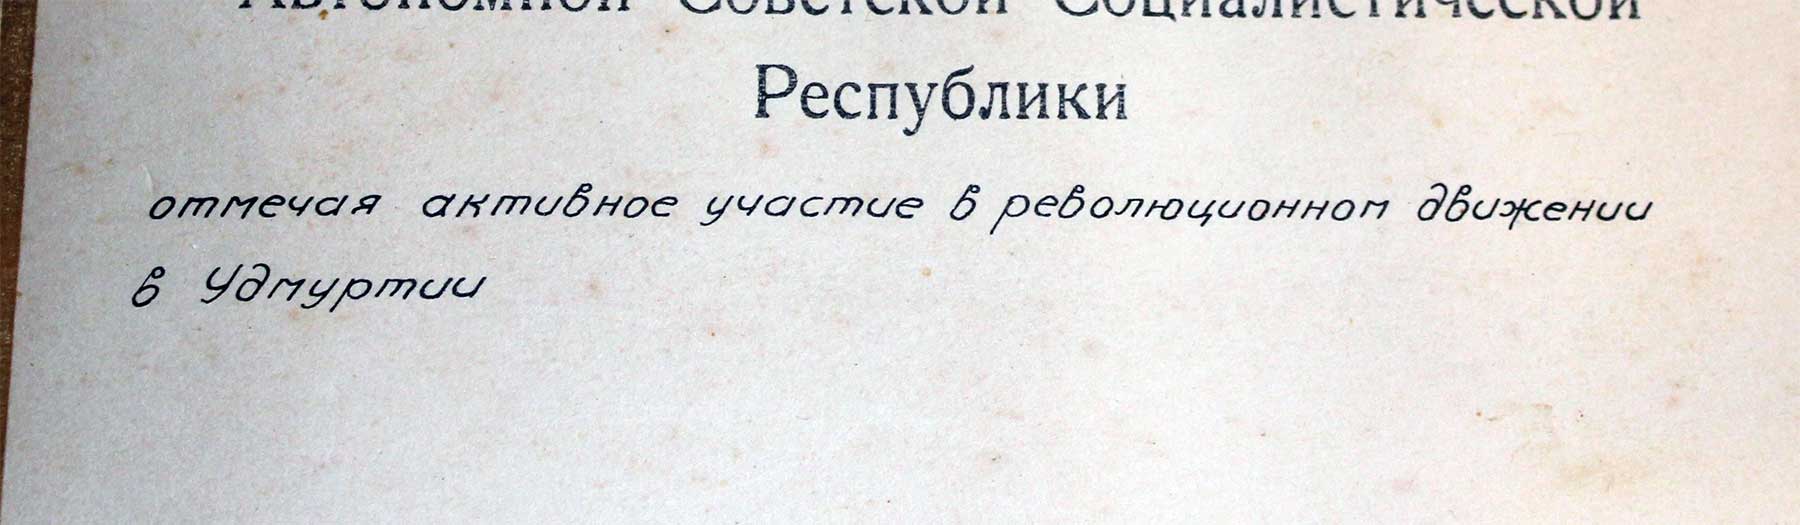 Автономной Советской Социалистической
Республики
отмечая активное участие в революционном движении
в Удмуртии